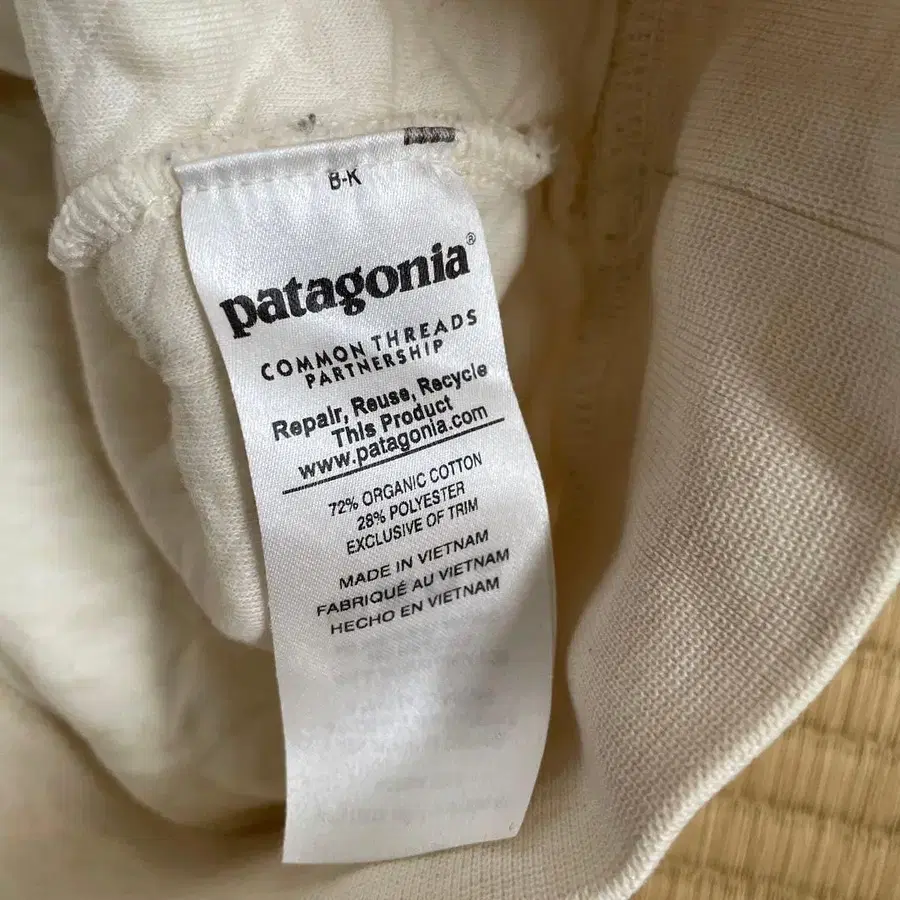 B-K
patagonia®
COMMON THREADS
PARTNERSHIP
Repair, Reuse, Recycle
This Product
www.patagonia.com
72% ORGANIC COTTON
28% POLYESTER
EXCLUSIVE OF TRIM
MADE IN VIETNAM
FABRIQUÉ AU VIETNAM
HECHO EN VIETNAM